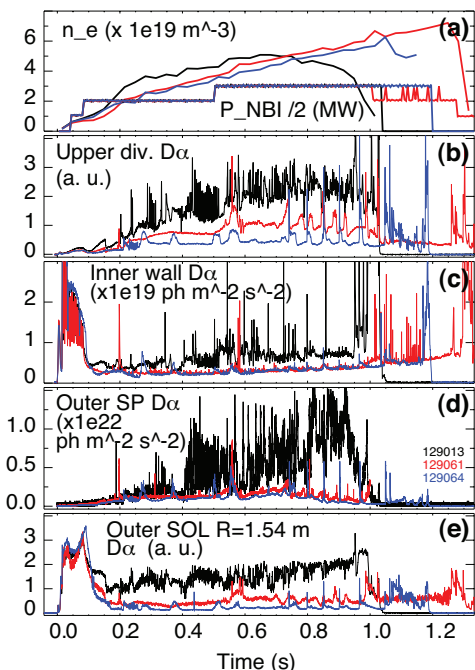 n_e (x 1e19 m^-3)
(a)
6
4
2
0
P_NBI /2 (MW)
Upper div. Dα
(a. u.)
(b)
4
3
2
1
0
Inner wall Dα
(x1e19 ph m^-2 s^-2)
(c)
2
1
0
Outer SP Dα
(x1e22
ph m^-2 s^-2)
(d)
1.0
0.5
0.0
129013
129061
129064
Outer SOL R=1.54 m
Dα (a. u.)
(e)
4
3
2
1
0
0.0 0.2 0.4 0.6 0.8 1.0 1.2
Time (s)